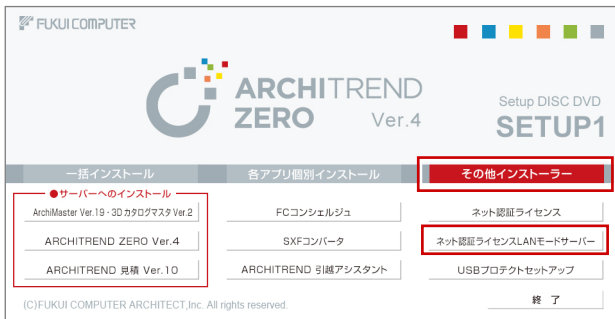 FUKUI COMPUTER
ARCHITREND
ZERO Ver.4
Setup DISC DVD
SETUP1
一括インストール
各アプリ個別インストール
その他インストーラー
●サーバーへのインストール
ArchiMaster Ver.19・3Dカタログマスタ Ver.2
FCコンシェルジュ
ネット認証ライセンス
ARCHITREND ZERO Ver.4
SXFコンバータ
ネット認証ライセンスLANモードサーバー
ARCHITREND 見積 Ver.10
ARCHITREND 引越アシスタント
USBプロテクトセットアップ
(C)FUKUI COMPUTER ARCHITECT,Inc. All rights reserved.
終 了